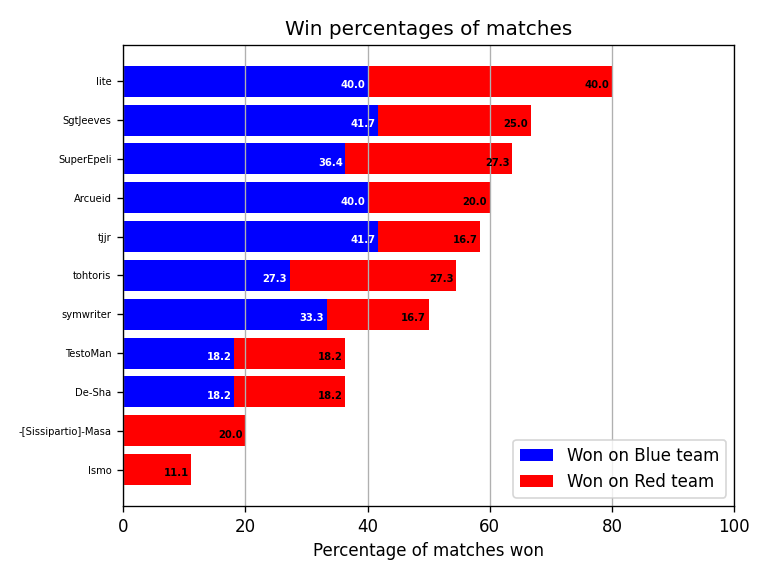 Win percentages of matches
lite 40.0 40.0
SgtJeeves 41.7 25.0
SuperEpeli 36.4 27.3
Arcueid 40.0 20.0
tjjr 41.7 16.7
tohtoris 27.3 27.3
symwriter 33.3 16.7
TestoMan 18.2 18.2
De-Sha 18.2 18.2
-[Sissipartio]-Masa 20.0
Ismo 11.1
Won on Blue team
Won on Red team
0 20 40 60 80 100
Percentage of matches won